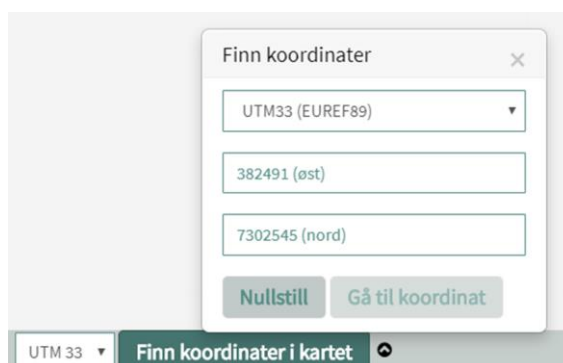 Finn koordinater ×
UTM33 (EUREF89)
382491 (øst)
7302545 (nord)
Nullstill Gå til koordinat
UTM 33 Finn koordinater i kartet